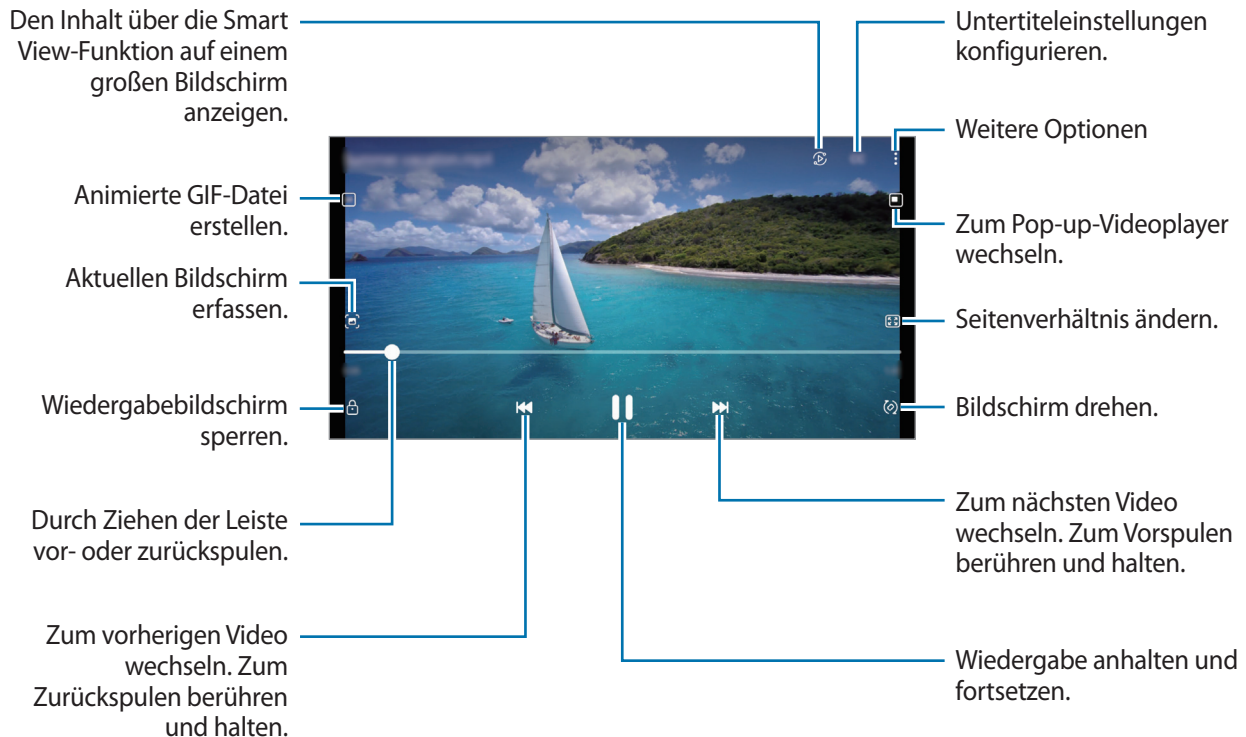 Den Inhalt über die Smart
View-Funktion auf einem
großen Bildschirm
anzeigen.
Animierte GIF-Datei
erstellen.
Aktuellen Bildschirm
erfassen.
Wiedergabebildschirm
sperren.
Durch Ziehen der Leiste
vor- oder zurückspulen.
Zum vorherigen Video
wechseln. Zum
Zurückspulen berühren
und halten.
Untertiteleinstellungen
konfigurieren.
Weitere Optionen
Zum Pop-up-Videoplayer
wechseln.
Seitenverhältnis ändern.
Bildschirm drehen.
Zum nächsten Video
wechseln. Zum Vorspulen
berühren und halten.
Wiedergabe anhalten und
fortsetzen.